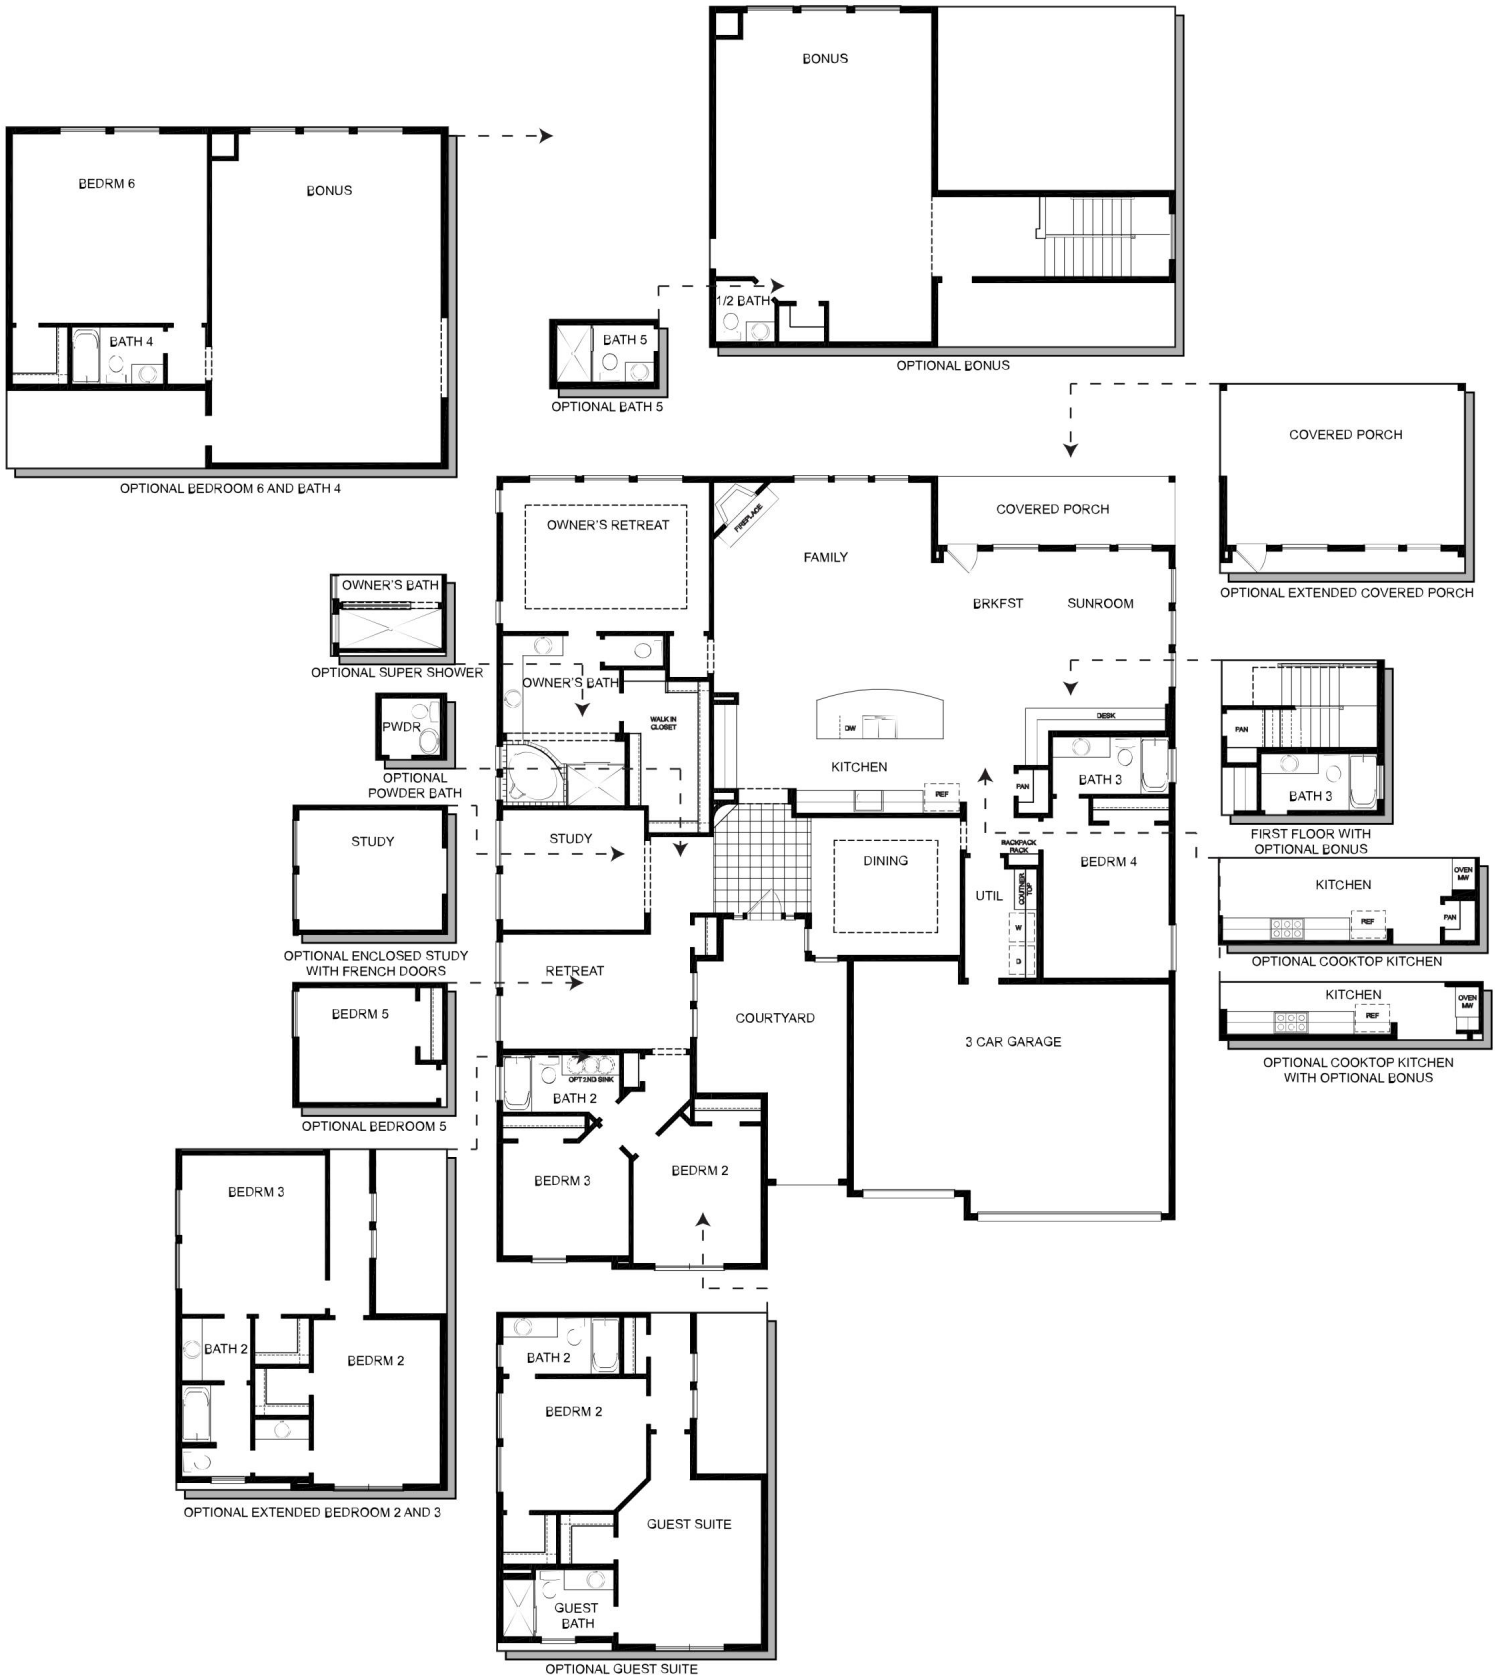 BONUS
1/2 BATH
OPTIONAL BONUS
BEDRM 6
BONUS
BATH 4
OPTIONAL BEDROOM 6 AND BATH 4
BATH 5
OPTIONAL BATH 5
COVERED PORCH
OPTIONAL EXTENDED COVERED PORCH
OWNER'S RETREAT
FIREPLACE
FAMILY
COVERED PORCH
BRKFST
SUNROOM
OWNER'S BATH
OPTIONAL SUPER SHOWER
PWDR
OPTIONAL
POWDER BATH
OWNER'S BATH
WALK IN
CLOSET
DW
KITCHEN
REF
DESK
BATH 3
PAN
PAN
BATH 3
FIRST FLOOR WITH
OPTIONAL BONUS
STUDY
OPTIONAL ENCLOSED STUDY
WITH FRENCH DOORS
STUDY
DINING
BACKPACK
RACK
BEDRM 4
UTIL
COUTNER
TOP
W
D
KITCHEN
OVEN
MW
REF
PAN
OPTIONAL COOKTOP KITCHEN
KITCHEN
OVEN
MW
REF
OPTIONAL COOKTOP KITCHEN
WITH OPTIONAL BONUS
RETREAT
COURTYARD
3 CAR GARAGE
BEDRM 5
OPTIONAL BEDROOM 5
OPT 2ND SINK
BATH 2
BEDRM 3
BEDRM 2
BEDRM 3
BATH 2
BEDRM 2
OPTIONAL EXTENDED BEDROOM 2 AND 3
BATH 2
BEDRM 2
GUEST SUITE
GUEST
BATH
OPTIONAL GUEST SUITE